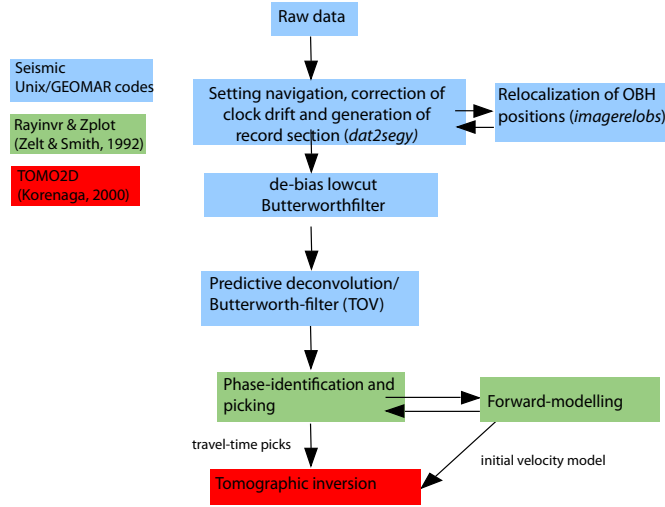 Raw data
Seismic
Unix/GEOMAR codes
Rayinvr & Zplot
(Zelt & Smith, 1992)
TOMO2D
(Korenaga, 2000)
Setting navigation, correction of
clock drift and generation of
record section (dat2segy)
Relocalization of OBH
positions (imagerelobs)
de-bias lowcut
Butterworthfilter
Predictive deconvolution/
Butterworth-filter (TOV)
Phase-identification and
picking
Forward-modelling
travel-time picks
initial velocity model
Tomographic inversion